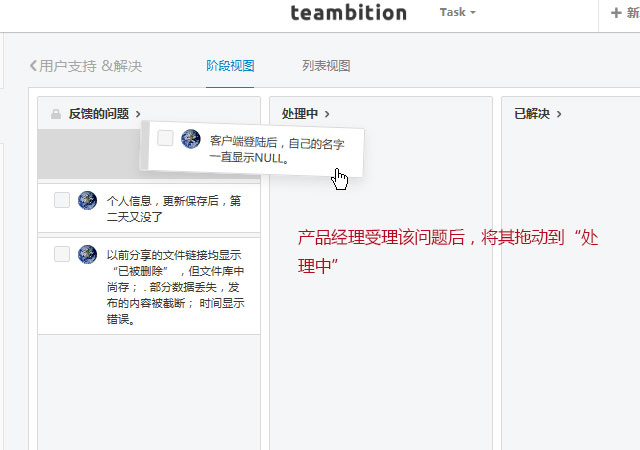 teambition
Task
新
用户支持 &解决
阶段视图
列表视图
反馈的问题
处理中
已解决
客户端登陆后，自己的名字
一直显示NULL。
个人信息，更新保存后，第
二天又没了
以前分享的文件链接均显示
“已被删除”，但文件库中
尚存；. 部分数据丢失，发
布的内容被截断； 时间显示
错误。
产品经理受理该问题后，将其拖动到“处
理中”